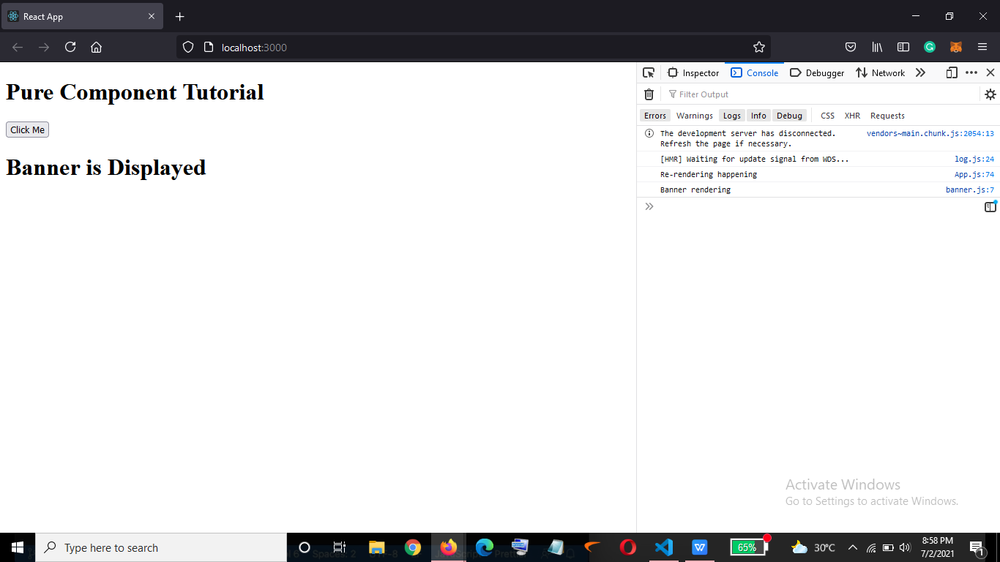 React App
localhost:3000
Pure Component Tutorial
Click Me
Banner is Displayed
Inspector Console Debugger Network
Filter Output
Errors Warnings Logs Info Debug CSS XHR Requests
The development server has disconnected. vendors~main.chunk.js:2054:13
Refresh the page if necessary.
[HMR] Waiting for update signal from WDS... log.js:24
Re-rendering happening App.js:74
Banner rendering banner.js:7
Activate Windows
Go to Settings to activate Windows.
Type here to search
65%
30°C
8:58 PM
7/2/2021
1